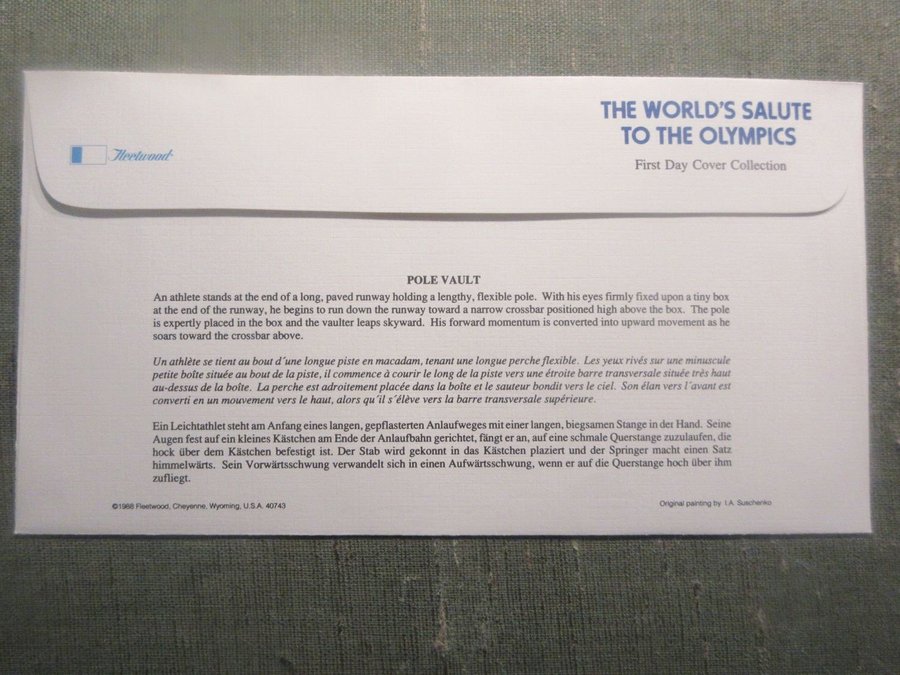 THE WORLD'S SALUTE
TO THE OLYMPICS
First Day Cover Collection
Fleetwood
POLE VAULT
An athlete stands at the end of a long, paved runway holding a lengthy, flexible pole. With his eyes firmly fixed upon a tiny box
at the end of the runway, he begins to run down the runway toward a narrow crossbar positioned high above the box. The pole
is expertly placed in the box and the vaulter leaps skyward. His forward momentum is converted into upward movement as he
soars toward the crossbar above.
Un athlète se tient au bout d´une longue piste en macadam, tenant une longue perche flexible. Les yeux rivés sur une minuscule
petite boîte située au bout de la piste, il commence à courir le long de la piste vers une étroite barre transversale située très haut
au-dessus de la boîte. La perche est adroitement placée dans la boîte et le sauteur bondit vers le ciel. Son élan vers l´avant est
converti en un mouvement vers le haut, alors qu´il s´élève vers la barre transversale supérieure.
Ein Leichtathlet steht am Anfang eines langen, gepflasterten Anlaufweges mit einer langen, biegsamen Stange in der Hand. Seine
Augen fest auf ein kleines Kästchen am Ende der Anlaufbahn gerichtet, fängt er an, auf eine schmale Querstange zuzulaufen, die
hock über dem Kästchen befestigt ist. Der Stab wird gekonnt in das Kästchen plaziert und der Springer macht einen Satz
himmelwärts. Sein Vorwärtsschwung verwandelt sich in einen Aufwärtsschwung, wenn er auf die Querstange hoch über ihm
zufliegt.
©1988 Fleetwood, Cheyenne, Wyoming, U.S.A. 40743
Original painting by I.A. Suschenko